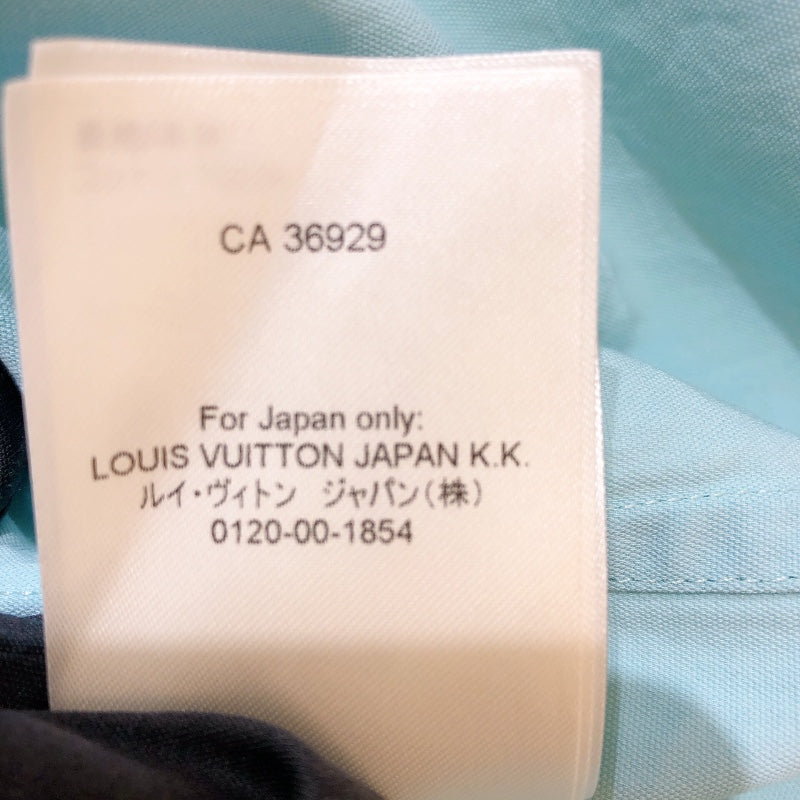 CA 36929
For Japan only:
LOUIS VUITTON JAPAN K.K.
ルイ・ヴィトン ジャパン(株)
0120-00-1854